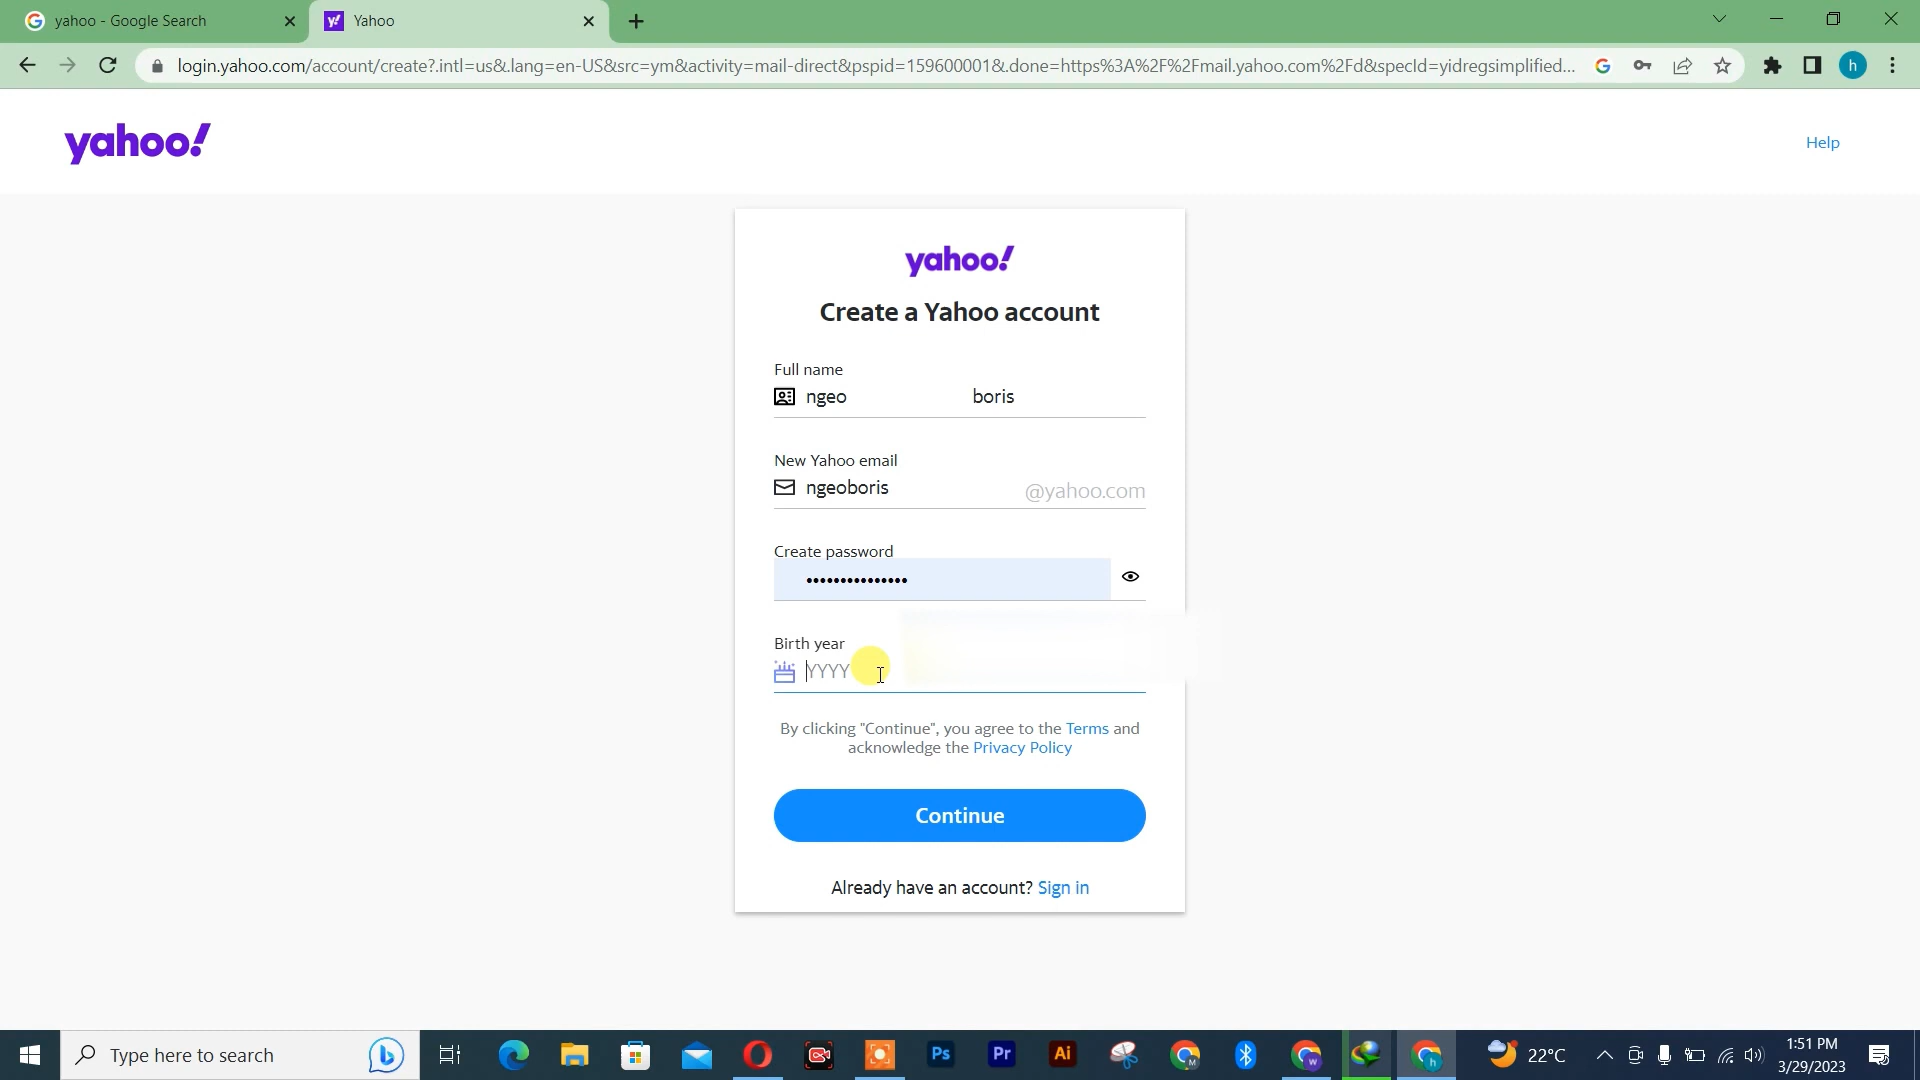 yahoo - Google Search
Yahoo
login.yahoo.com/account/create?.intl=us&.lang=en-US&src=ym&activity=mail-direct&pspid=159600001&.done=https%3A%2F%2Fmail.yahoo.com%2Fd&specId=yidregsimplified...
h
yahoo!
Help
yahoo!
Create a Yahoo account
Full name
ngeo boris
New Yahoo email
ngeoboris @yahoo.com
Create password
•••••••••••••••
Birth year
YYYY
By clicking "Continue", you agree to the Terms and
acknowledge the Privacy Policy
Continue
Already have an account? Sign in
Type here to search
Ps
Pr
Ai
22°C
1:51 PM
3/29/2023